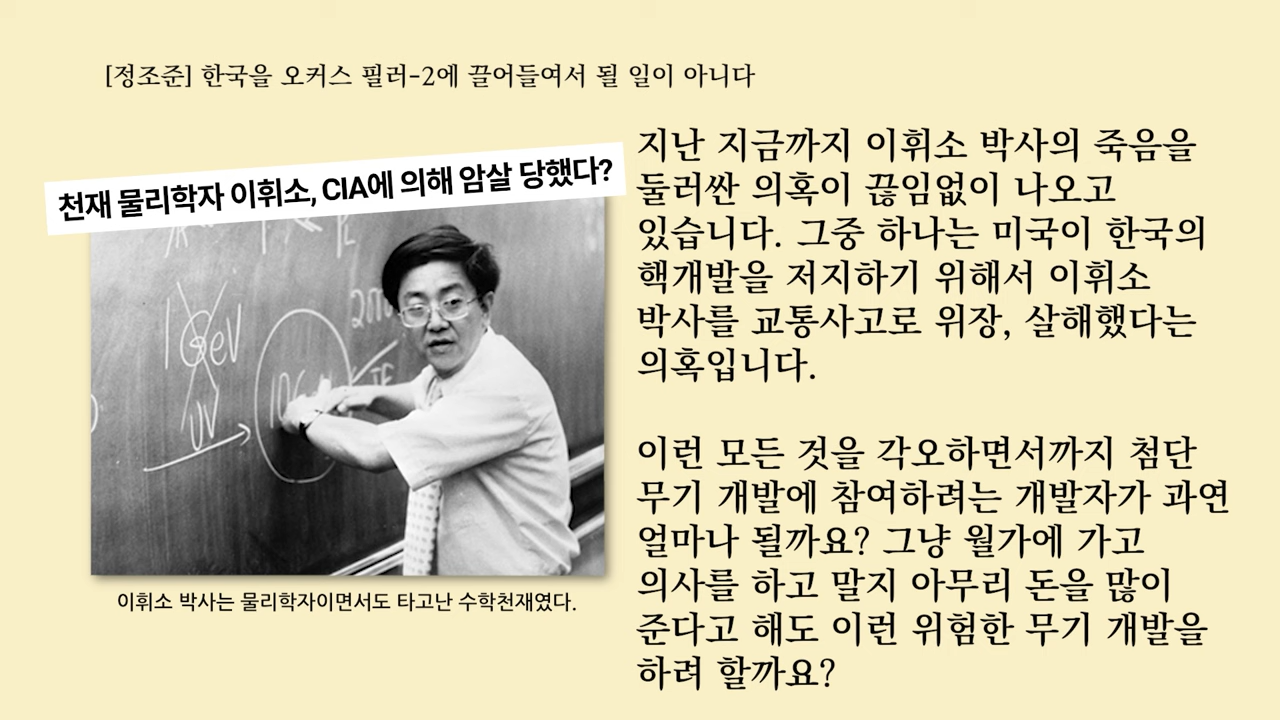 [정조준] 한국을 오커스 필러-2에 끌어들여서 될 일이 아니다
천재 물리학자 이휘소, CIA에 의해 암살 당했다?
1GeV
UV
이휘소 박사는 물리학자이면서도 타고난 수학천재였다.
지난 지금까지 이휘소 박사의 죽음을
둘러싼 의혹이 끊임없이 나오고
있습니다. 그중 하나는 미국이 한국의
핵개발을 저지하기 위해서 이휘소
박사를 교통사고로 위장, 살해했다는
의혹입니다.
이런 모든 것을 각오하면서까지 첨단
무기 개발에 참여하려는 개발자가 과연
얼마나 될까요? 그냥 월가에 가고
의사를 하고 말지 아무리 돈을 많이
준다고 해도 이런 위험한 무기 개발을
하려 할까요?